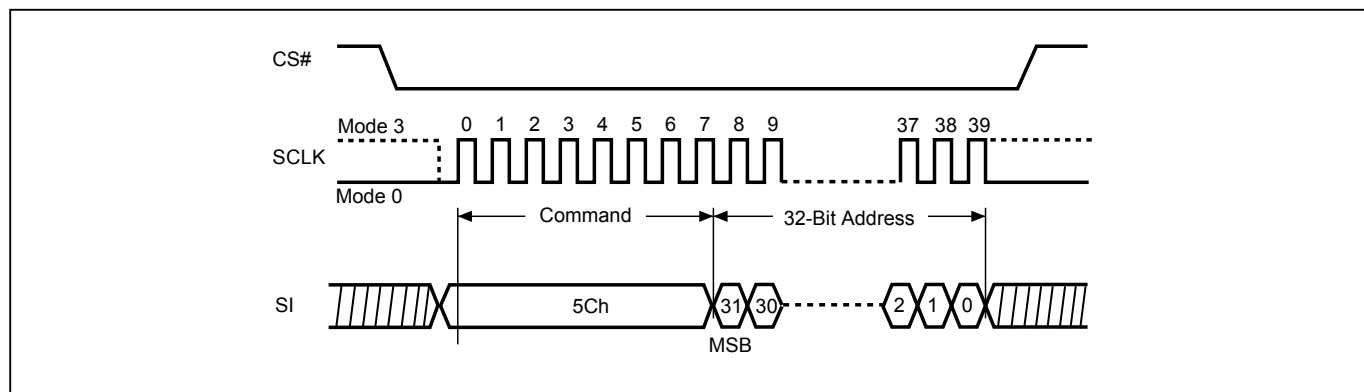 CS#
Mode 3
0 1 2 3 4 5 6 7 8 9 37 38 39
SCLK
Mode 0
Command 32-Bit Address
SI 5Ch 31 30 2 1 0
MSB